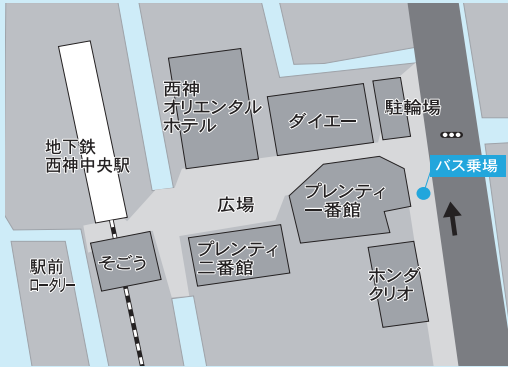 西神
オリエンタル
ホテル
ダイエー
駐輪場
地下鉄
西神中央駅
バス乗場
プレンティ
一番館
広場
プレンティ
二番館
そごう
駅前
ロータリー
ホンダ
クリオ